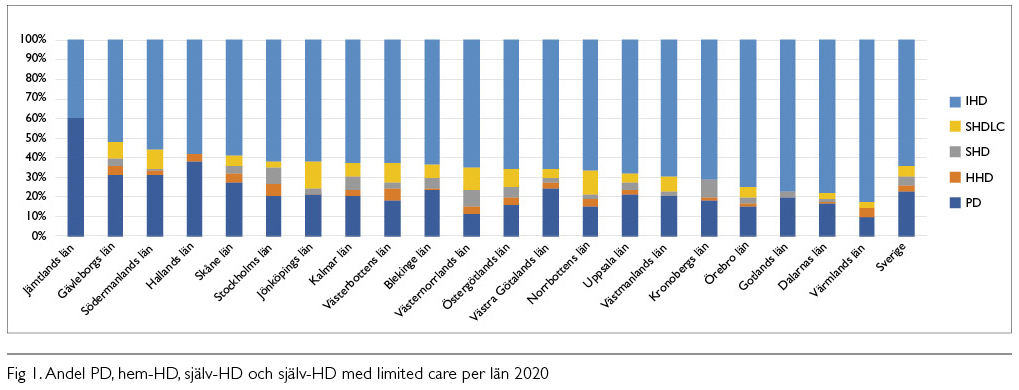 100%
90%
80%
70%
60%
50%
40%
30%
20%
10%
0%
IHD
SHDLC
SHD
HHD
PD
Jämtlands län
Gävleborgs län
Södermanlands län
Hallands län
Skåne län
Stockholms län
Jönköpings län
Kalmar län
Västerbottens län
Blekinge län
Västernorrlands län
Östergötlands län
Västra Götalands län
Norrbottens län
Uppsala län
Västmanlands län
Kronobergs län
Örebro län
Gotlands län
Dalarnas län
Värmlands län
Sverige
Fig 1. Andel PD, hem-HD, själv-HD och själv-HD med limited care per län 2020